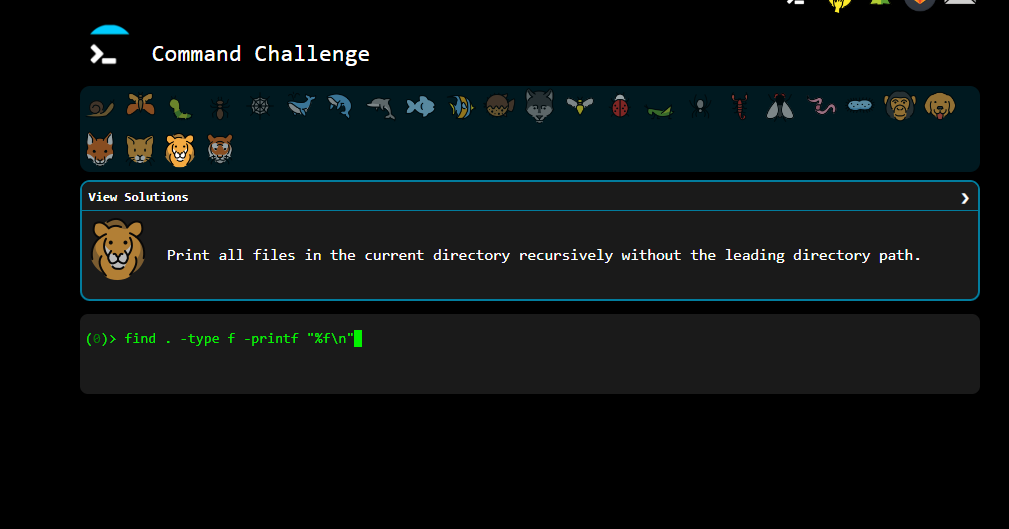 Command Challenge
View Solutions
Print all files in the current directory recursively without the leading directory path.
(0)> find . -type f -printf "%f\n"